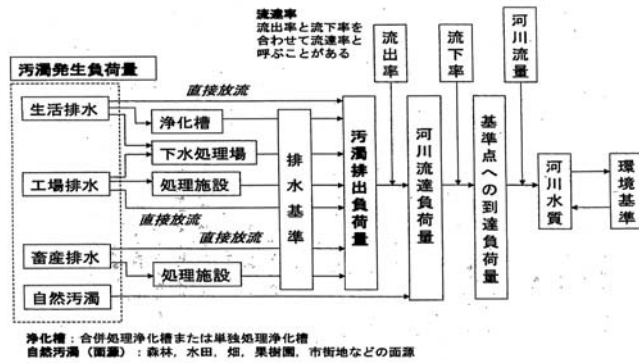 流達率
流出率と流下率を
合わせて流達率と
呼ぶことがある
流出率
流下率
河川流量
汚濁発生負荷量
直接放流
生活排水
浄化槽
下水処理場
工場排水
処理施設
直接放流
直接放流
畜産排水
処理施設
自然汚濁
排水基準
汚濁排出負荷量
河川流達負荷量
基準点への到達負荷量
河川水質
環境基準
浄化槽:合併処理浄化槽または単独処理浄化槽
自然汚濁(面源):森林,水田,畑,果樹園,市街地などの面源